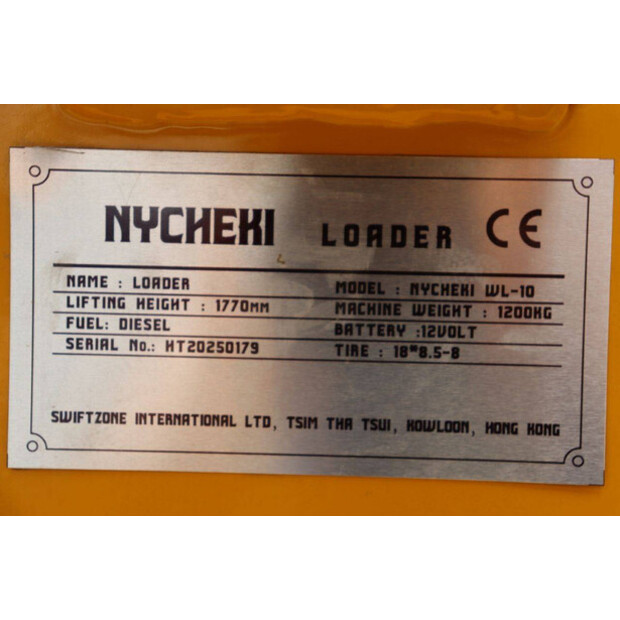 NYCHEKI LOADER CE
NAME : LOADER MODEL : NYCHEKI WL-10
LIFTING HEIGHT : 1770MM MACHINE WEIGHT : 1200KG
FUEL: DIESEL BATTERY :12VOLT
SERIAL No.: HT20250179 TIRE : 18*8.5-8
SWIFTZONE INTERNATIONAL LTD, TSIM THA TSUI, KOWLOON, HONG KONG